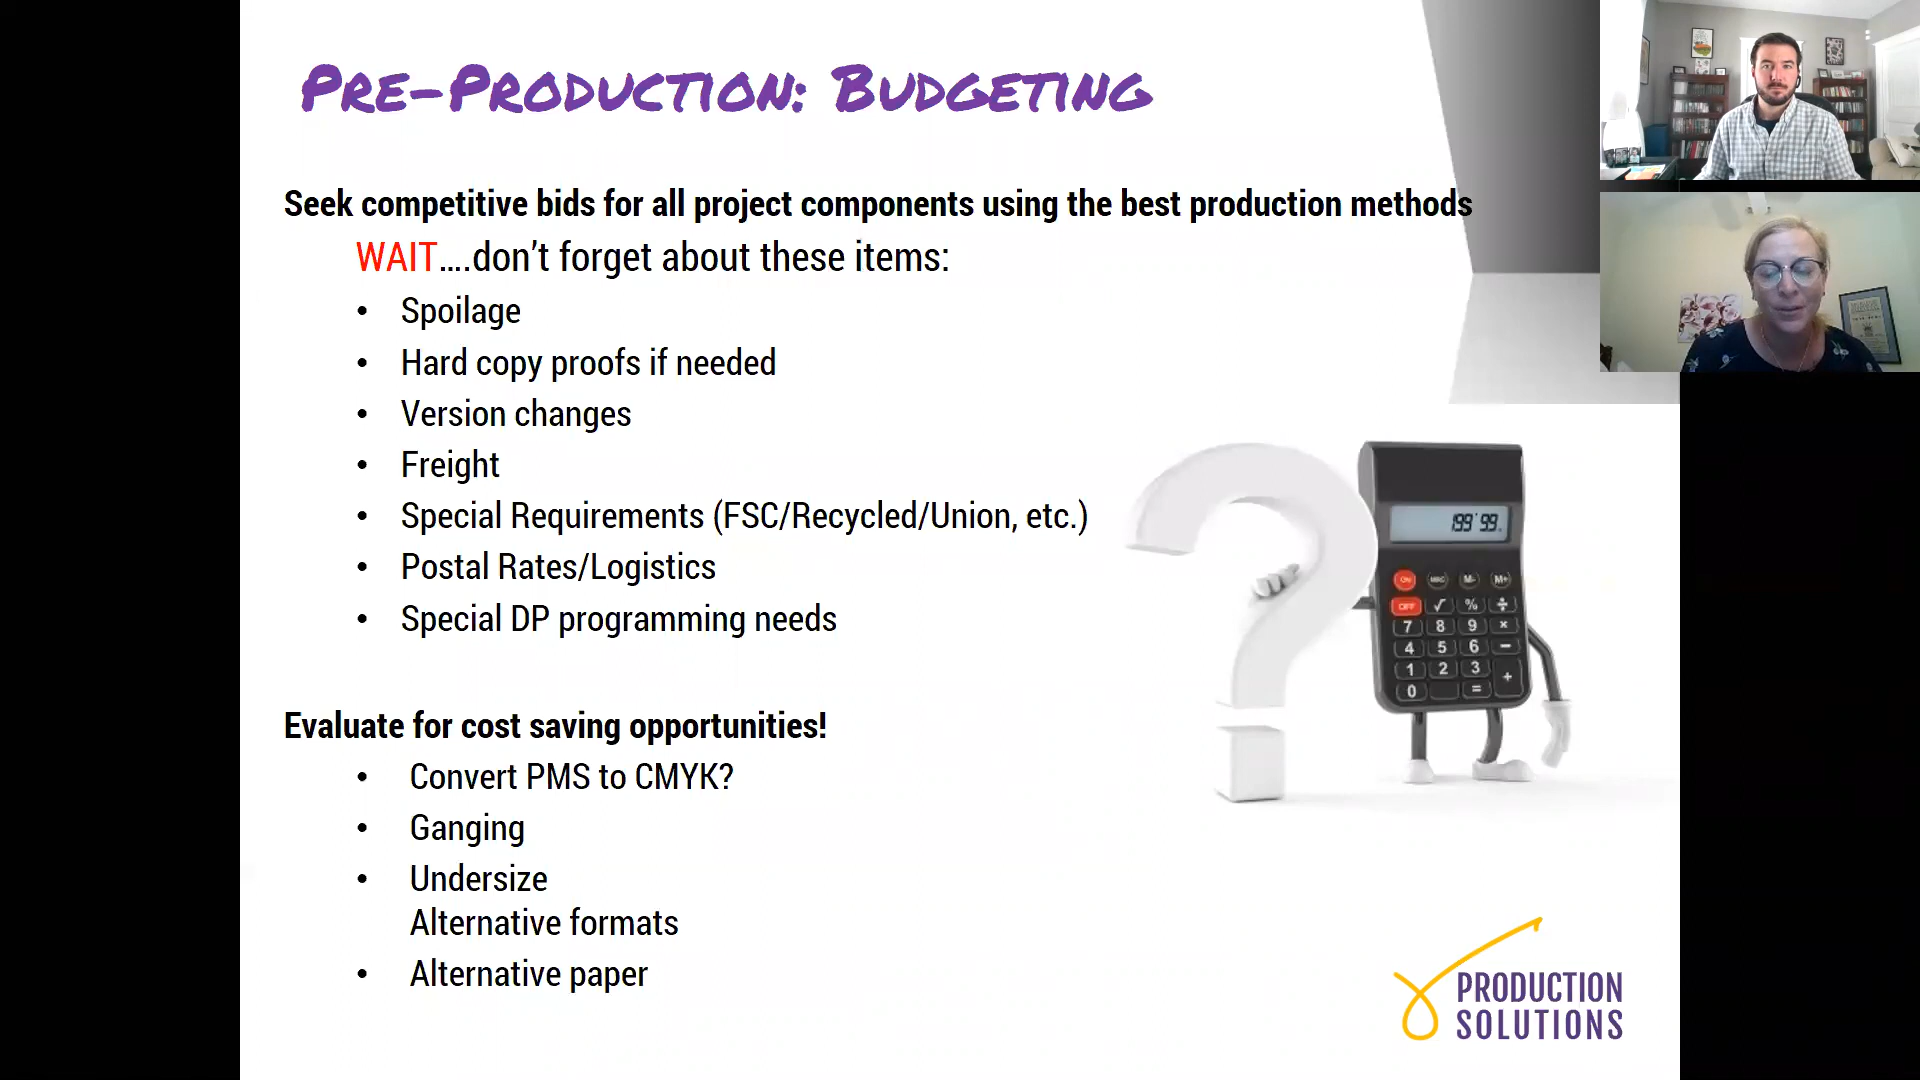 Pre-Production: Budgeting
Seek competitive bids for all project components using the best production methods
WAIT....don't forget about these items:
• Spoilage
• Hard copy proofs if needed
• Version changes
• Freight
• Special Requirements (FSC/Recycled/Union, etc.)
• Postal Rates/Logistics
• Special DP programming needs
Evaluate for cost saving opportunities!
• Convert PMS to CMYK?
• Ganging
• Undersize
Alternative formats
• Alternative paper
199'99.
ON MRC M- M+
OFF √ % ÷
7 8 9 ×
4 5 6 −
1 2 3 +
0 =
PRODUCTION
SOLUTIONS